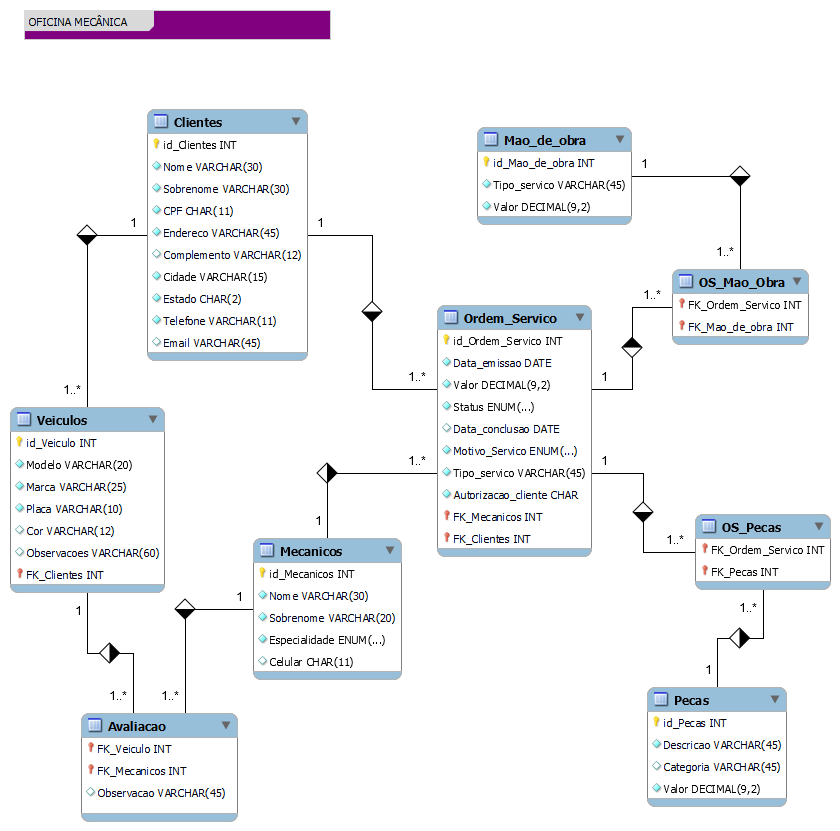 OFICINA MECÂNICA
Clientes
id_Clientes INT
Nome VARCHAR(30)
Sobrenome VARCHAR(30)
CPF CHAR(11)
Endereco VARCHAR(45)
Complemento VARCHAR(12)
Cidade VARCHAR(15)
Estado CHAR(2)
Telefone VARCHAR(11)
Email VARCHAR(45)
Mao_de_obra
id_Mao_de_obra INT
Tipo_servico VARCHAR(45)
Valor DECIMAL(9,2)
1
1..*
1
1..*
1
1..*
OS_Mao_Obra
FK_Ordem_Servico INT
FK_Mao_de_obra INT
1..*
1
Ordem_Servico
id_Ordem_Servico INT
Data_emissao DATE
Valor DECIMAL(9,2)
Status ENUM(...)
Data_conclusao DATE
Motivo_Servico ENUM(...)
Tipo_servico VARCHAR(45)
Autorizacao_cliente CHAR
FK_Mecanicos INT
FK_Clientes INT
Veiculos
id_Veiculo INT
Modelo VARCHAR(20)
Marca VARCHAR(25)
Placa VARCHAR(10)
Cor VARCHAR(12)
Observacoes VARCHAR(60)
FK_Clientes INT
1..*
1
1
1..*
Mecanicos
id_Mecanicos INT
Nome VARCHAR(30)
Sobrenome VARCHAR(20)
Especialidade ENUM(...)
Celular CHAR(11)
OS_Pecas
FK_Ordem_Servico INT
FK_Pecas INT
1..*
1
1
1..*
1
1..*
Avaliacao
FK_Veiculo INT
FK_Mecanicos INT
Observacao VARCHAR(45)
Pecas
id_Pecas INT
Descricao VARCHAR(45)
Categoria VARCHAR(45)
Valor DECIMAL(9,2)